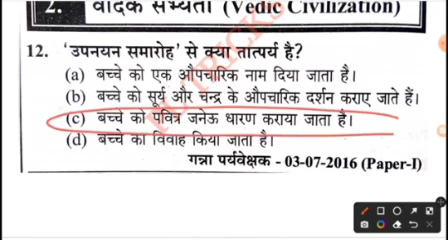 2. वैदिक सभ्यता (Vedic Civilization)
12. 'उपनयन समारोह' से क्या तात्पर्य है?
(a) बच्चे को एक औपचारिक नाम दिया जाता है।
(b) बच्चे को सूर्य और चन्द्र के औपचारिक दर्शन कराए जाते हैं।
(c) बच्चे को पवित्र जनेऊ धारण कराया जाता है।
(d) बच्चे का विवाह किया जाता है।
गन्ना पर्यवेक्षक - 03-07-2016 (Paper-I)